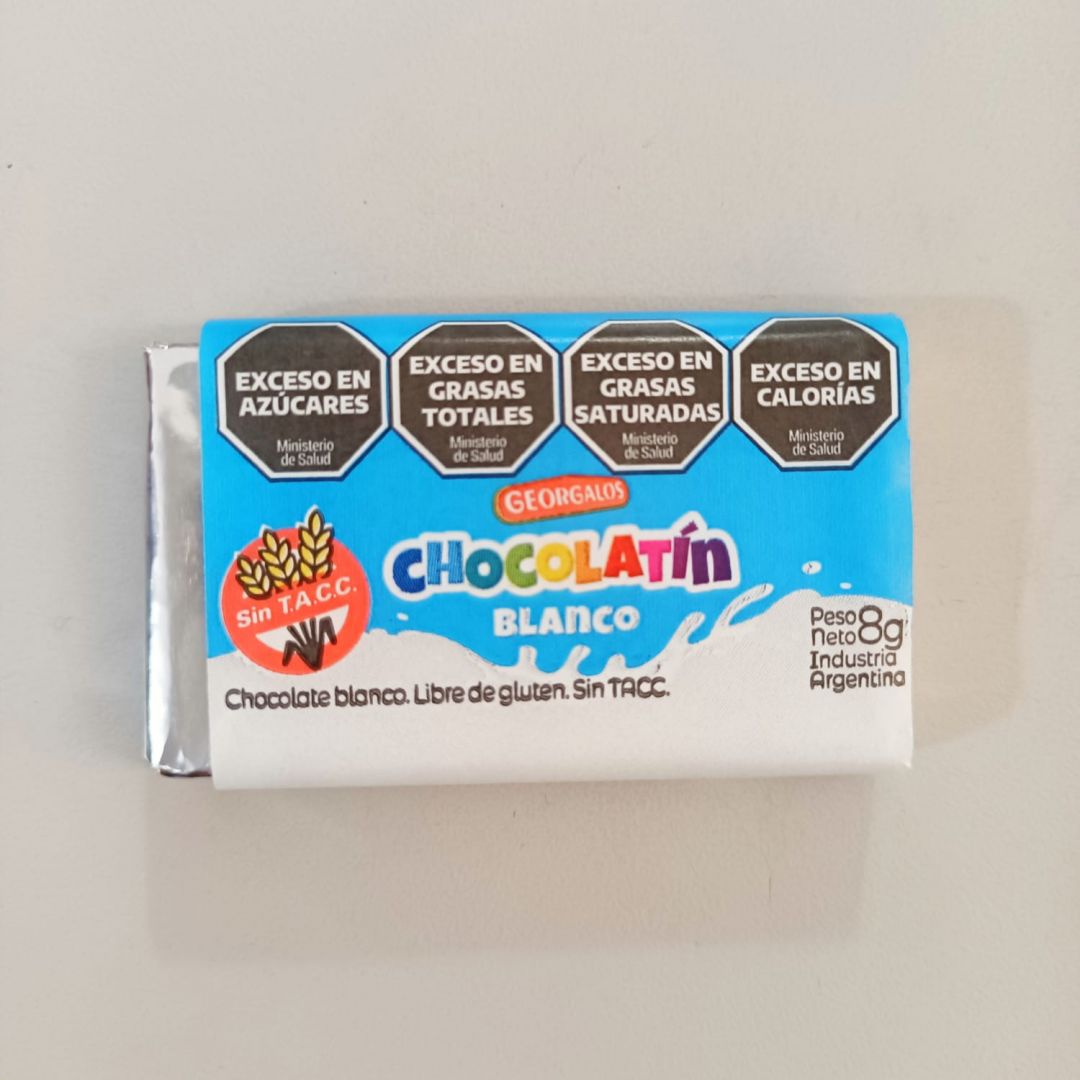 EXCESO EN
AZÚCARES
Ministerio
de Salud
EXCESO EN
GRASAS
TOTALES
Ministerio
de Salud
EXCESO EN
GRASAS
SATURADAS
Ministerio
de Salud
EXCESO EN
CALORÍAS
Ministerio
de Salud
GEORGALOS
CHOCOLATÍN
BLANCO
Sin T.A.C.C.
Chocolate blanco. Libre de gluten. Sin TACC.
Peso
Neto 8g
Industria
Argentina